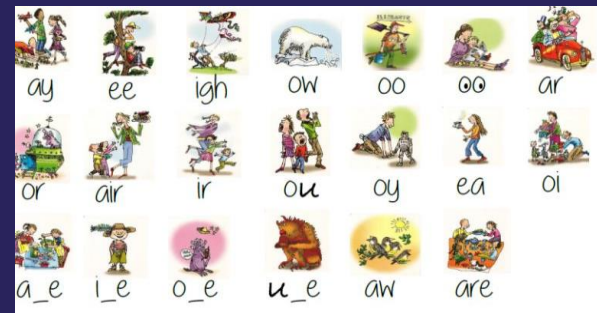 ay ee igh ow oo oo ar
or air ir ou oy ea oi
a_e i_e o_e u_e aw are